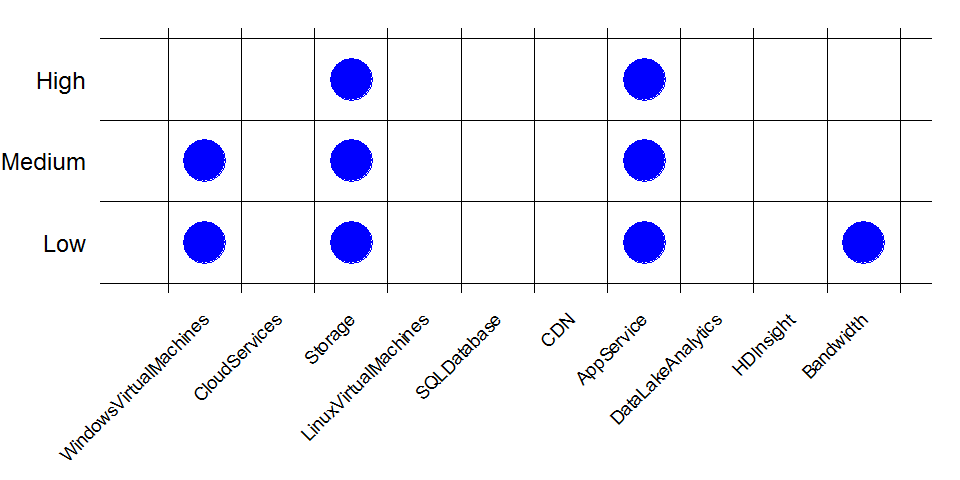 High
Medium
Low
WindowsVirtualMachines
CloudServices
Storage
LinuxVirtualMachines
SQLDatabase
CDN
AppService
DataLakeAnalytics
HDInsight
Bandwidth